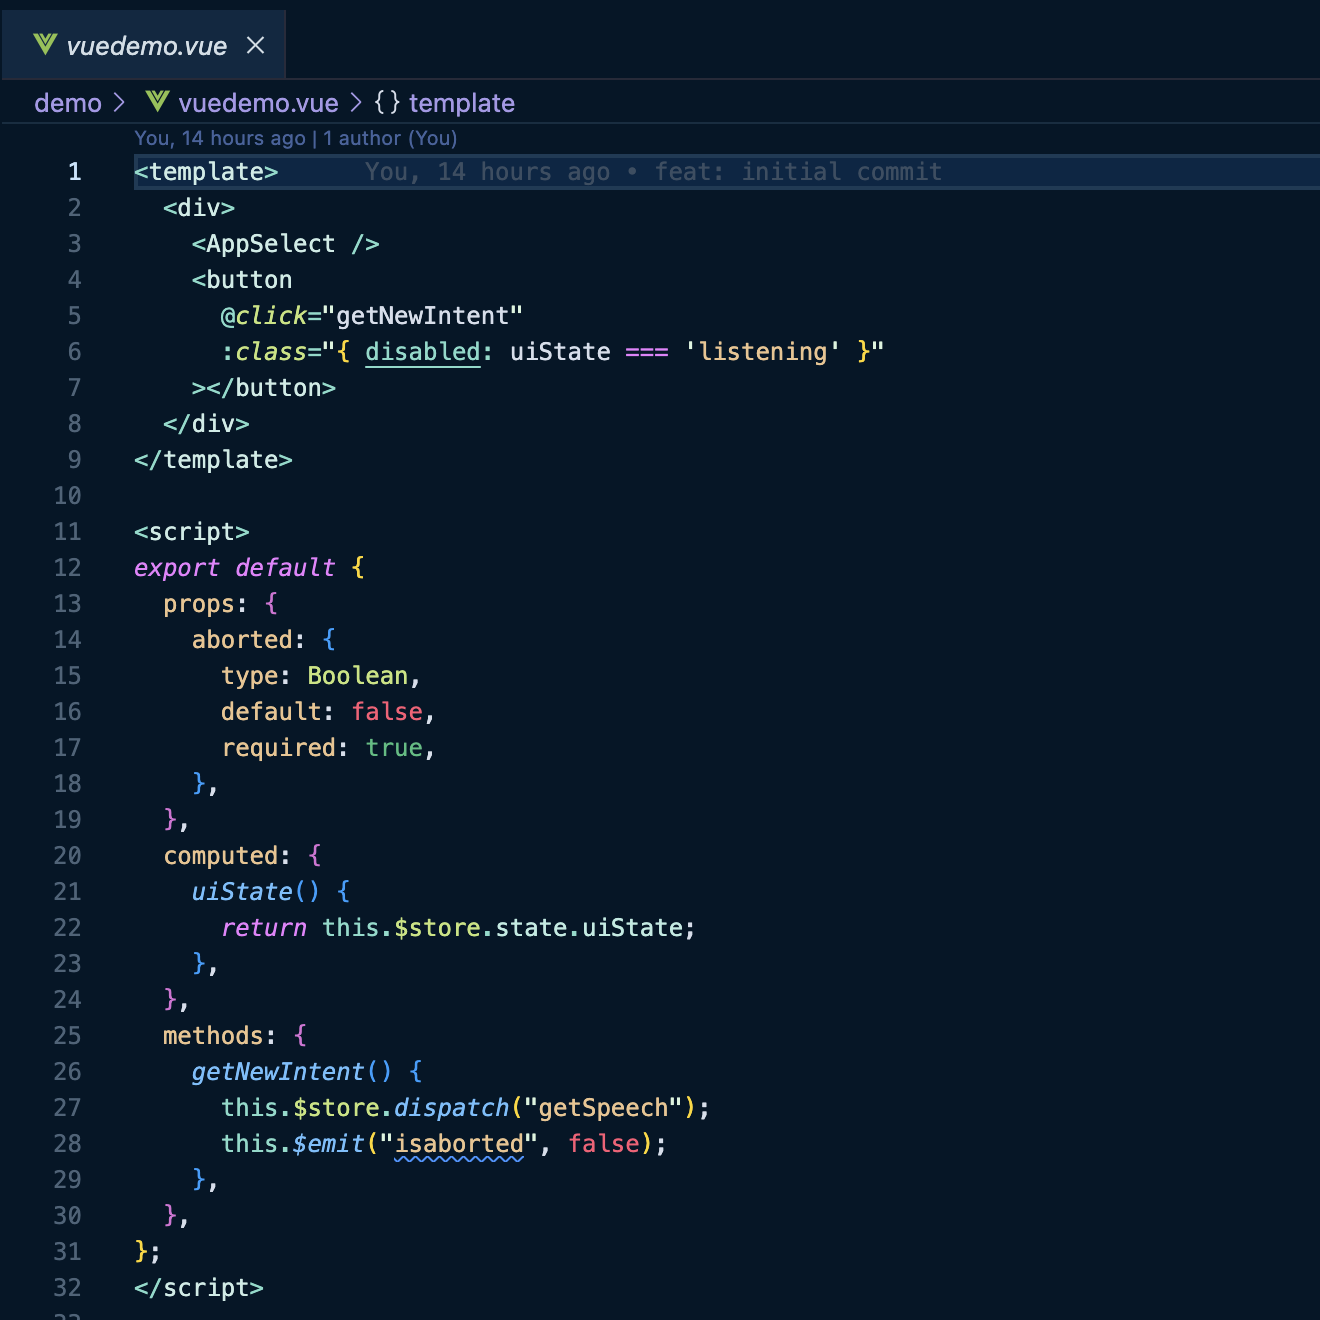 vuedemo.vue
demo > vuedemo.vue > {} template
You, 14 hours ago | 1 author (You)
1 <template> You, 14 hours ago • feat: initial commit
2   <div>
3     <AppSelect />
4     <button
5       @click="getNewIntent"
6       :class="{ disabled: uiState === 'listening' }"
7     ></button>
8   </div>
9 </template>
10
11 <script>
12 export default {
13   props: {
14     aborted: {
15       type: Boolean,
16       default: false,
17       required: true,
18     },
19   },
20   computed: {
21     uiState() {
22       return this.$store.state.uiState;
23     },
24   },
25   methods: {
26     getNewIntent() {
27       this.$store.dispatch("getSpeech");
28       this.$emit("isaborted", false);
29     },
30   },
31 };
32 </script>